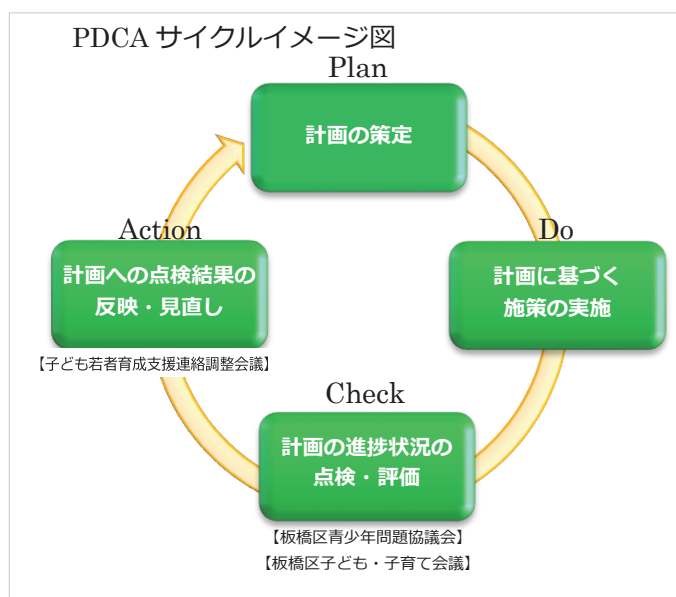 PDCA サイクルイメージ図
Plan
計画の策定
Do
計画に基づく
施策の実施
Check
計画の進捗状況の
点検・評価
【板橋区青少年問題協議会】
【板橋区子ども・子育て会議】
Action
計画への点検結果の
反映・見直し
【子ども若者育成支援連絡調整会議】